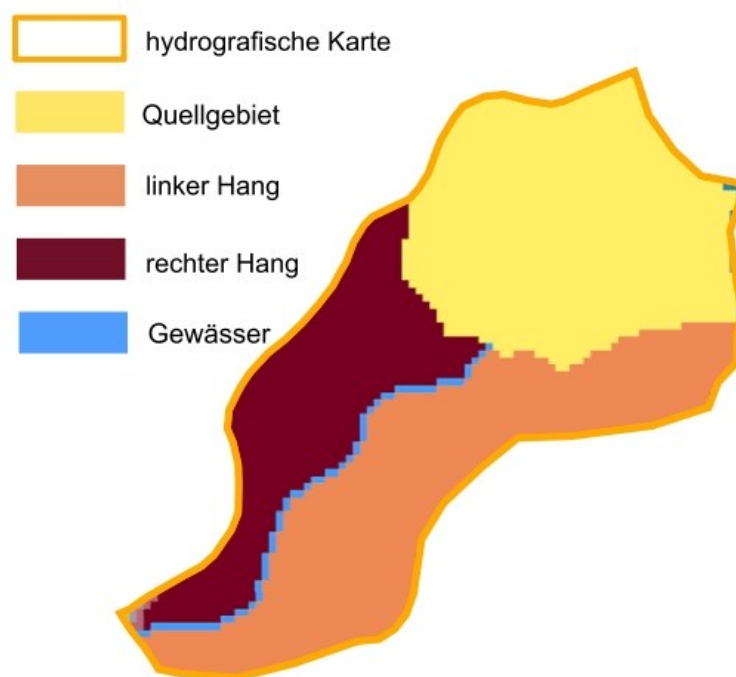 hydrografische Karte
Quellgebiet
linker Hang
rechter Hang
Gewässer